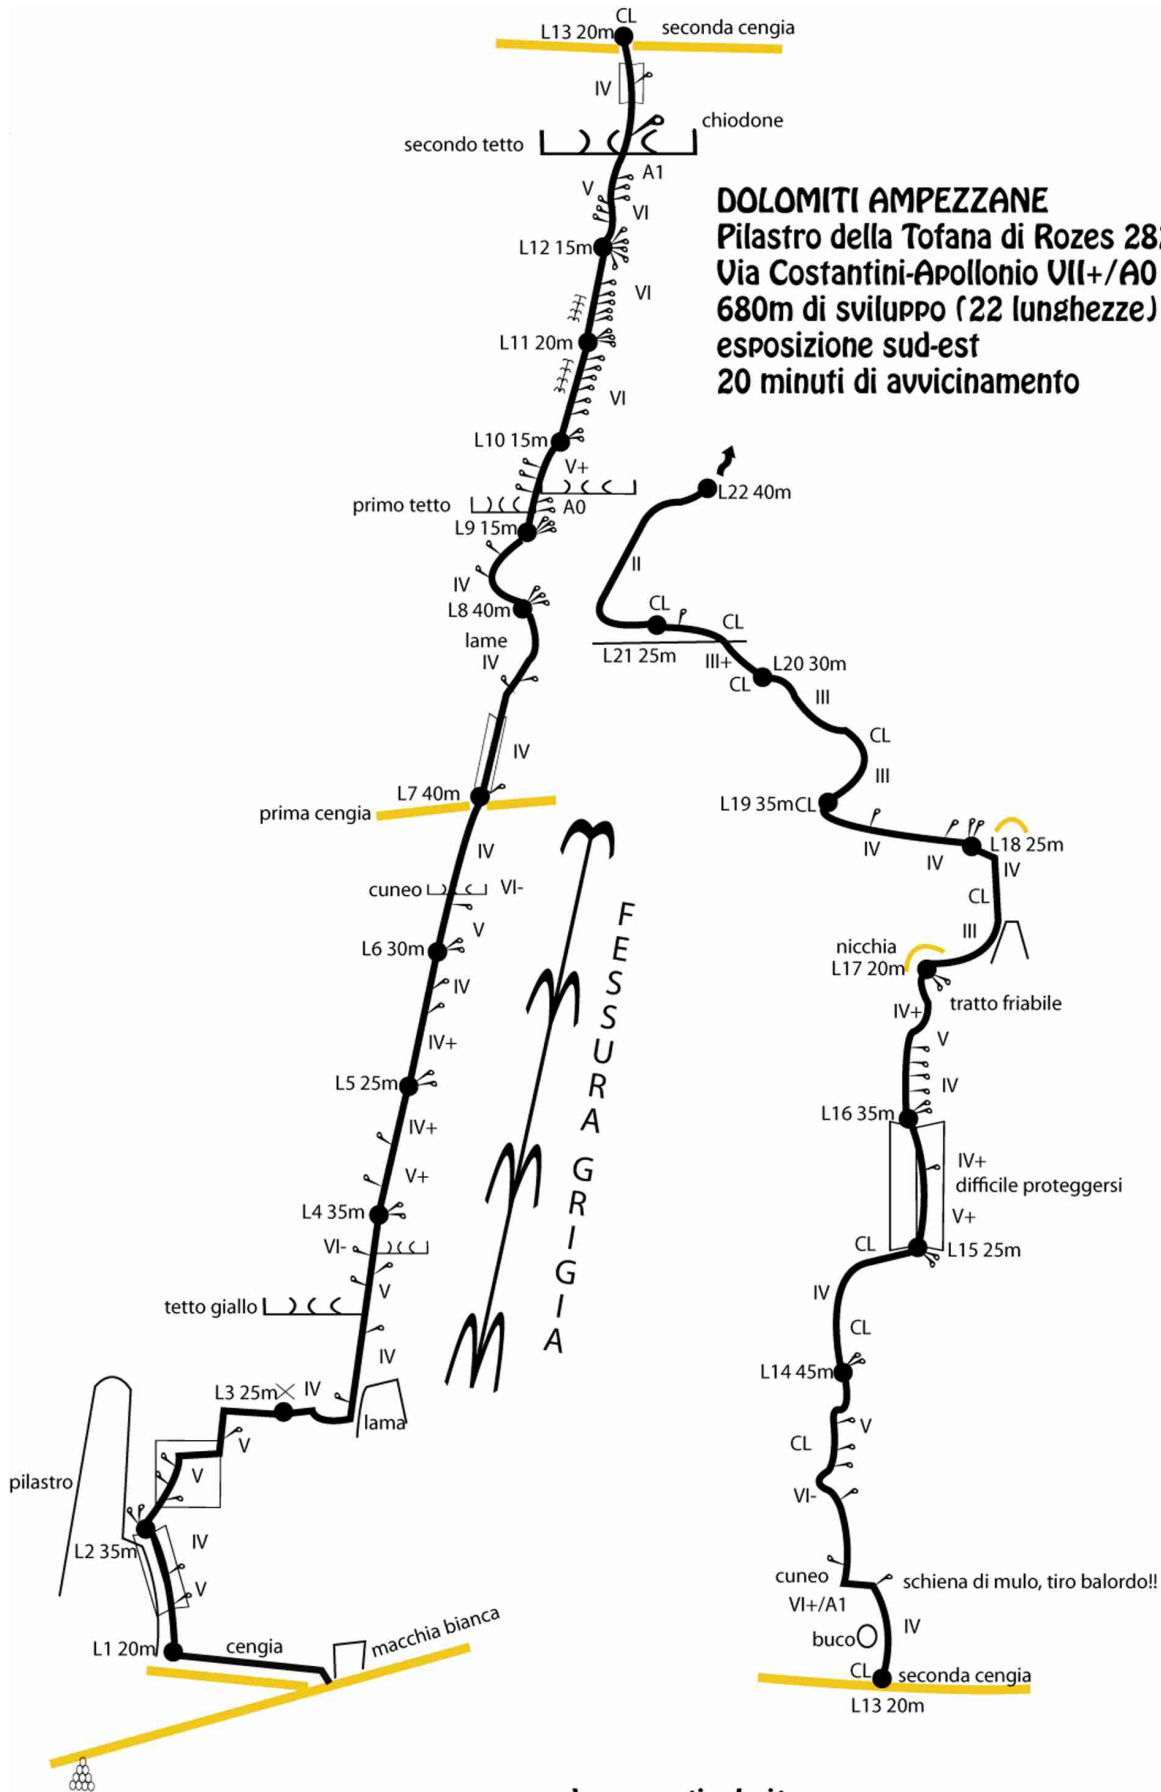 CL
L13 20m
seconda cengia
IV
chiodone
secondo tetto
A1
V
VI
L12 15m
VI
L11 20m
VI
L10 15m
V+
primo tetto
A0
L9 15m
IV
L8 40m
lame
IV
IV
L7 40m
prima cengia
IV
cuneo
VI-
V
L6 30m
IV
IV+
L5 25m
IV+
V+
L4 35m
VI-
V
tetto giallo
IV
L3 25m
IV
lama
V
V
pilastro
IV
L2 35m
V
L1 20m
cengia
macchia bianca
FESSURA GRIGIA
DOLOMITI AMPEZZANE
Pilastro della Tofana di Rozes 28
Via Costantini-Apollonio VII+/A0
680m di sviluppo (22 lunghezze)
esposizione sud-est
20 minuti di avvicinamento
L22 40m
II
CL
CL
L21 25m
III+
L20 30m
CL
III
CL
III
L19 35m CL
IV
IV
L18 25m
IV
CL
III
nicchia
L17 20m
tratto friabile
IV+
V
IV
L16 35m
IV+
difficile proteggersi
V+
CL
L15 25m
IV
CL
L14 45m
V
CL
VI-
cuneo
schiena di mulo, tiro balordo!!
VI+/A1
IV
buco
CL
seconda cengia
L13 20m